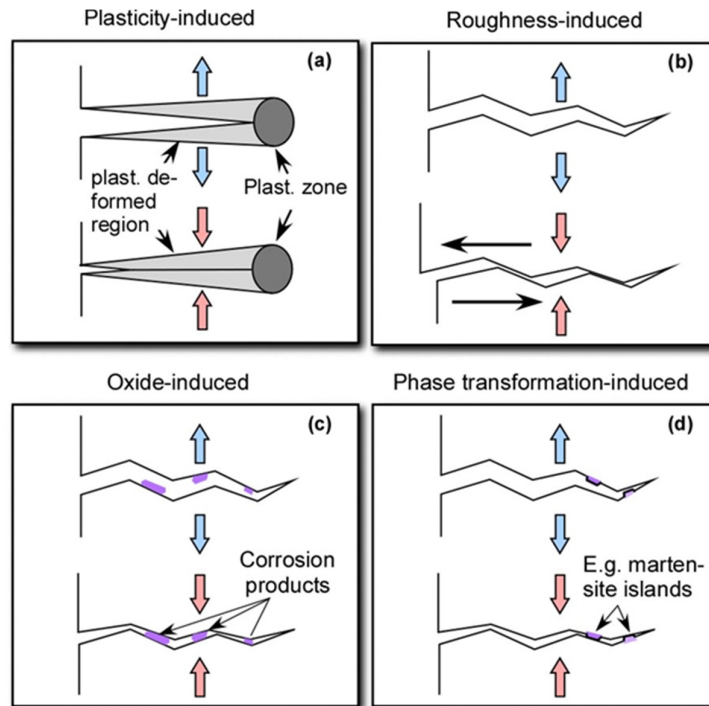 Plasticity-induced
Roughness-induced
(a)
plast. de-
formed
region
Plast. zone
(b)
Oxide-induced
Phase transformation-induced
(c)
Corrosion
products
(d)
E.g. marten-
site islands